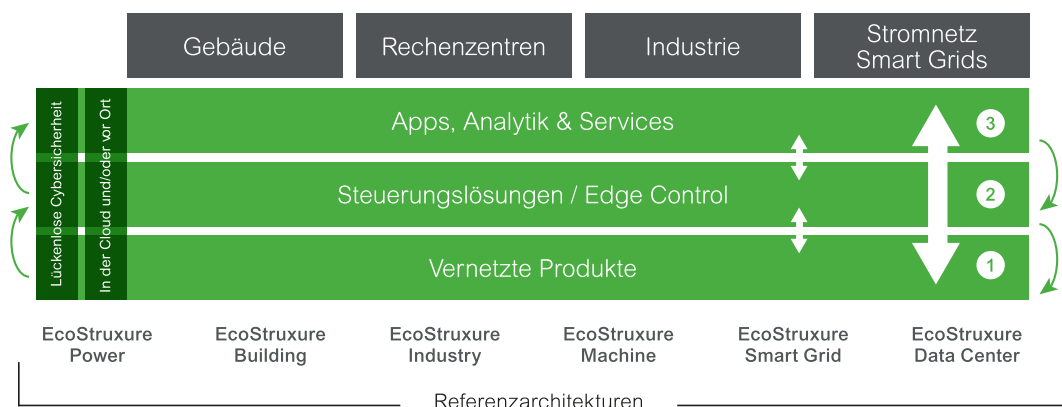 Gebäude
Rechenzentren
Industrie
Stromnetz
Smart Grids
Lückenlose Cybersicherheit
In der Cloud und/oder vor Ort
Apps, Analytik & Services
3
Steuerungslösungen / Edge Control
2
Vernetzte Produkte
1
EcoStruxure
Power
EcoStruxure
Building
EcoStruxure
Industry
EcoStruxure
Machine
EcoStruxure
Smart Grid
EcoStruxure
Data Center
Referenzarchitekturen